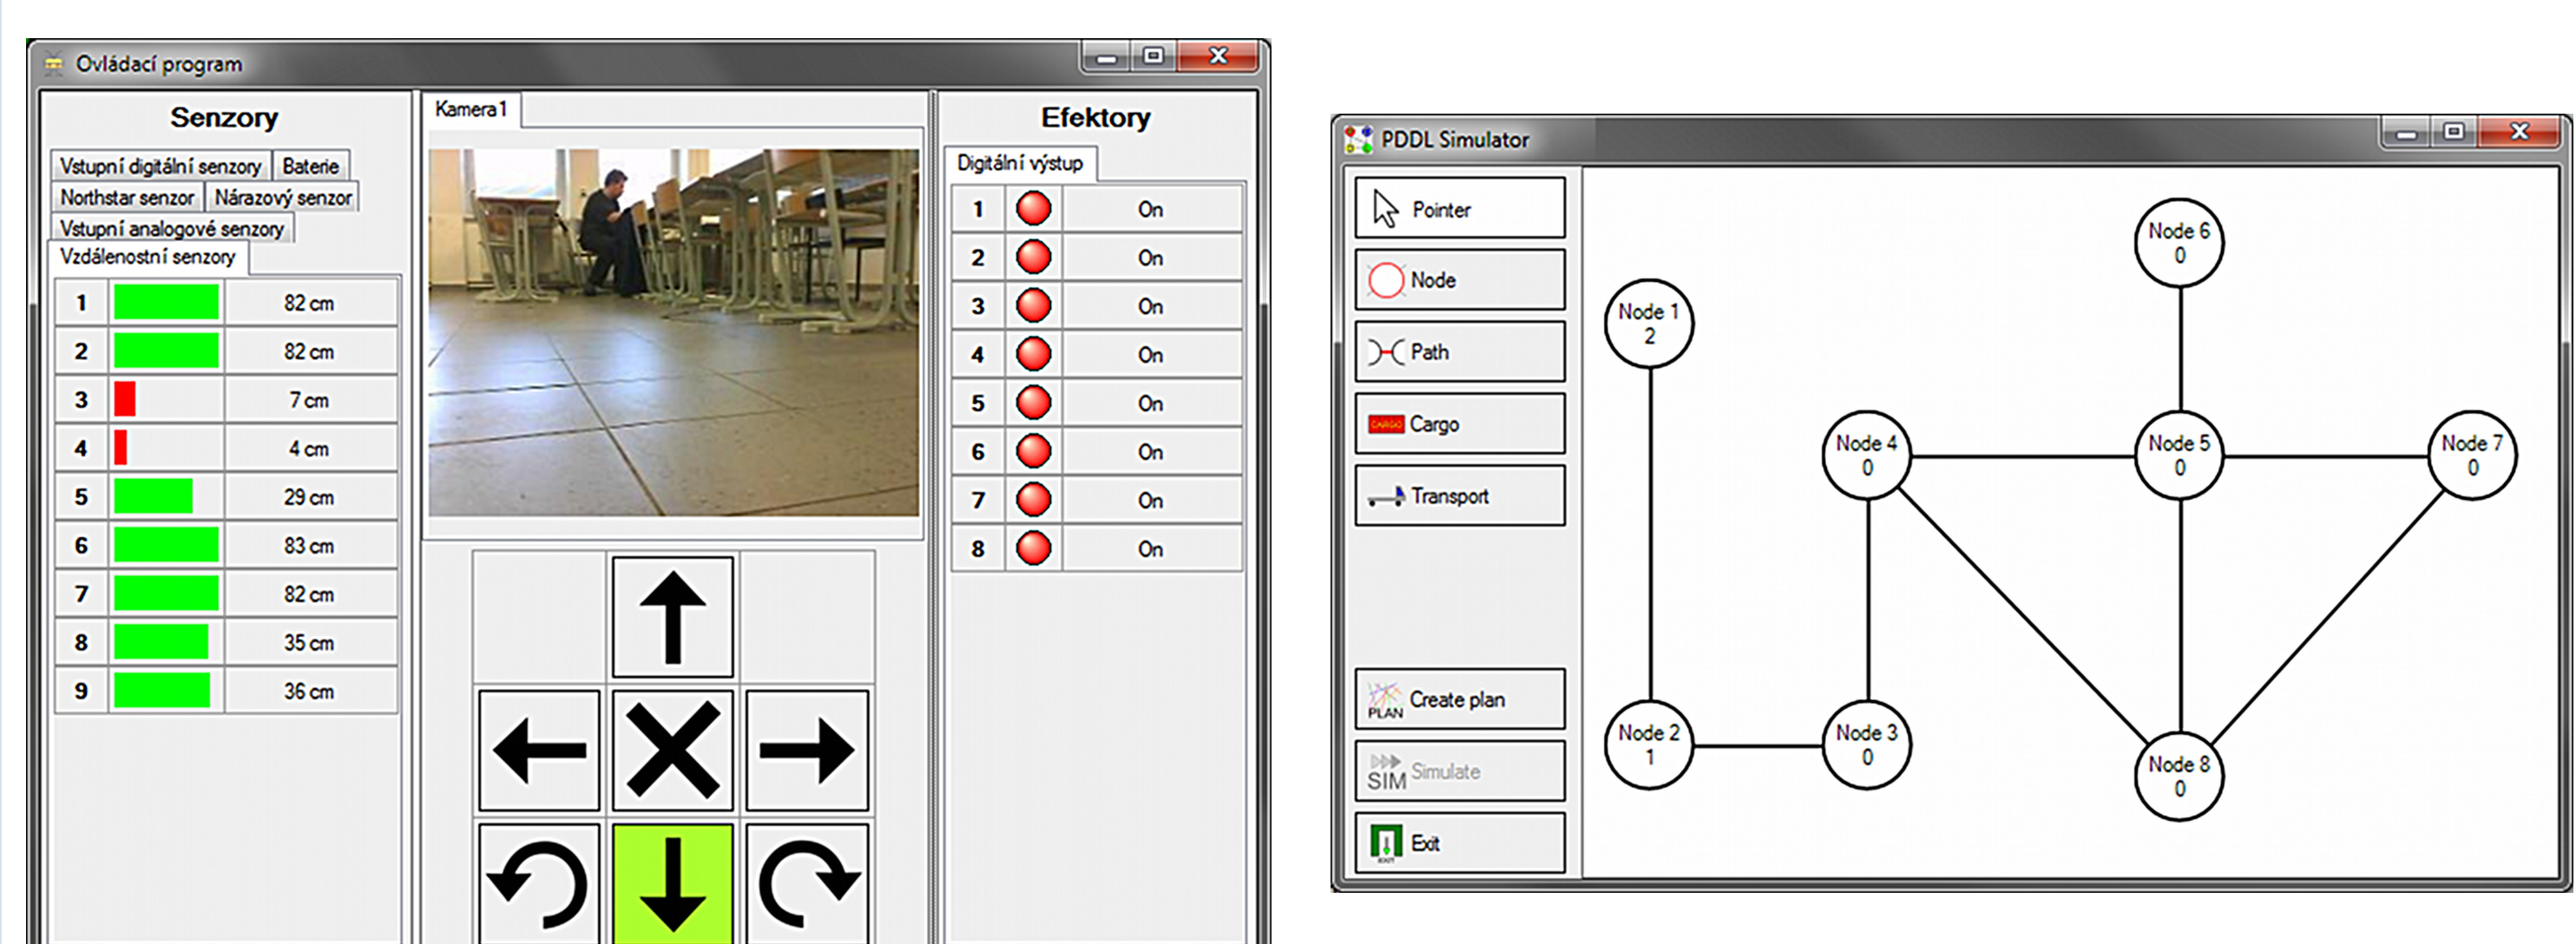 Ovládací program
Senzory
Vstupní digitální senzory
Baterie
Northstar senzor
Nárazový senzor
Vstupní analogové senzory
Vzdálenostní senzory
1 82 cm
2 82 cm
3 7 cm
4 4 cm
5 29 cm
6 83 cm
7 82 cm
8 35 cm
9 36 cm
Kamera1
Efektory
Digitální výstup
1 On
2 On
3 On
4 On
5 On
6 On
7 On
8 On
PDDL Simulator
Pointer
Node
Path
CARGO Cargo
Transport
PLAN Create plan
SIM Simulate
EXIT Exit
Node 6
0
Node 1
2
Node 4
0
Node 5
0
Node 7
0
Node 2
1
Node 3
0
Node 8
0